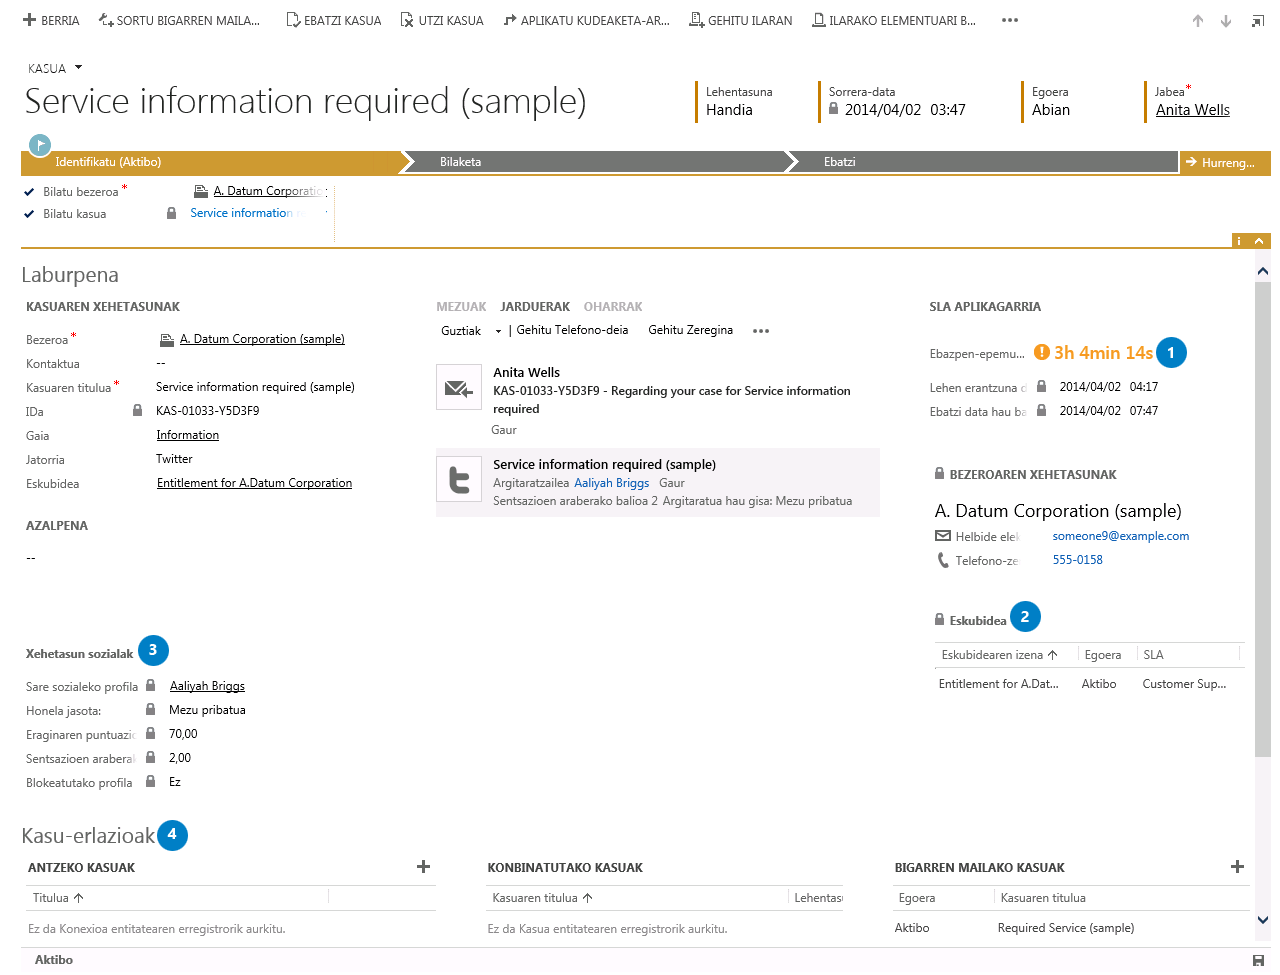 BERRIA SORTU BIGARREN MAILA... EBATZI KASUA UTZI KASUA APLIKATU KUDEAKETA-AR... GEHITU ILARAN ILARAKO ELEMENTUARI B... •••
KASUA
Service information required (sample)
Lehentasuna
Handia
Sorrera-data
2014/04/02 03:47
Egoera
Abian
Jabea*
Anita Wells
Identifikatu (Aktibo) Bilaketa Ebatzi Hurreng...
Bilatu bezeroa* A. Datum Corporatio
Bilatu kasua Service information
Laburpena
KASUAREN XEHETASUNAK
Bezeroa* A. Datum Corporation (sample)
Kontaktua --
Kasuaren titulua* Service information required (sample)
IDa KAS-01033-Y5D3F9
Gaia Information
Jatorria Twitter
Eskubidea Entitlement for A.Datum Corporation
AZALPENA
--
Xehetasun sozialak 3
Sare sozialeko profila Aaliyah Briggs
Honela jasota: Mezu pribatua
Eraginaren puntuazio 70,00
Sentsazioen araberak 2,00
Blokeatutako profila Ez
MEZUAK JARDUERAK OHARRAK
Guztiak | Gehitu Telefono-deia Gehitu Zeregina •••
Anita Wells
KAS-01033-Y5D3F9 - Regarding your case for Service information
required
Gaur
Service information required (sample)
Argitaratzailea Aaliyah Briggs Gaur
Sentsazioen araberako balioa 2 Argitaratua hau gisa: Mezu pribatua
SLA APLIKAGARRIA
Ebazpen-epemu... 3h 4min 14s 1
Lehen erantzuna d 2014/04/02 04:17
Ebatzi data hau ba 2014/04/02 07:47
BEZEROAREN XEHETASUNAK
A. Datum Corporation (sample)
Helbide elek someone9@example.com
Telefono-ze 555-0158
Eskubidea 2
Eskubidearen izena Egoera SLA
Entitlement for A.Dat... Aktibo Customer Sup...
Kasu-erlazioak 4
ANTZEKO KASUAK
Titulua
Ez da Konexioa entitatearen erregistrorik aurkitu.
KONBINATUTAKO KASUAK
Kasuaren titulua Lehentasu
Ez da Kasua entitatearen erregistrorik aurkitu.
BIGARREN MAILAKO KASUAK
Egoera Kasuaren titulua
Aktibo Required Service (sample)
Aktibo